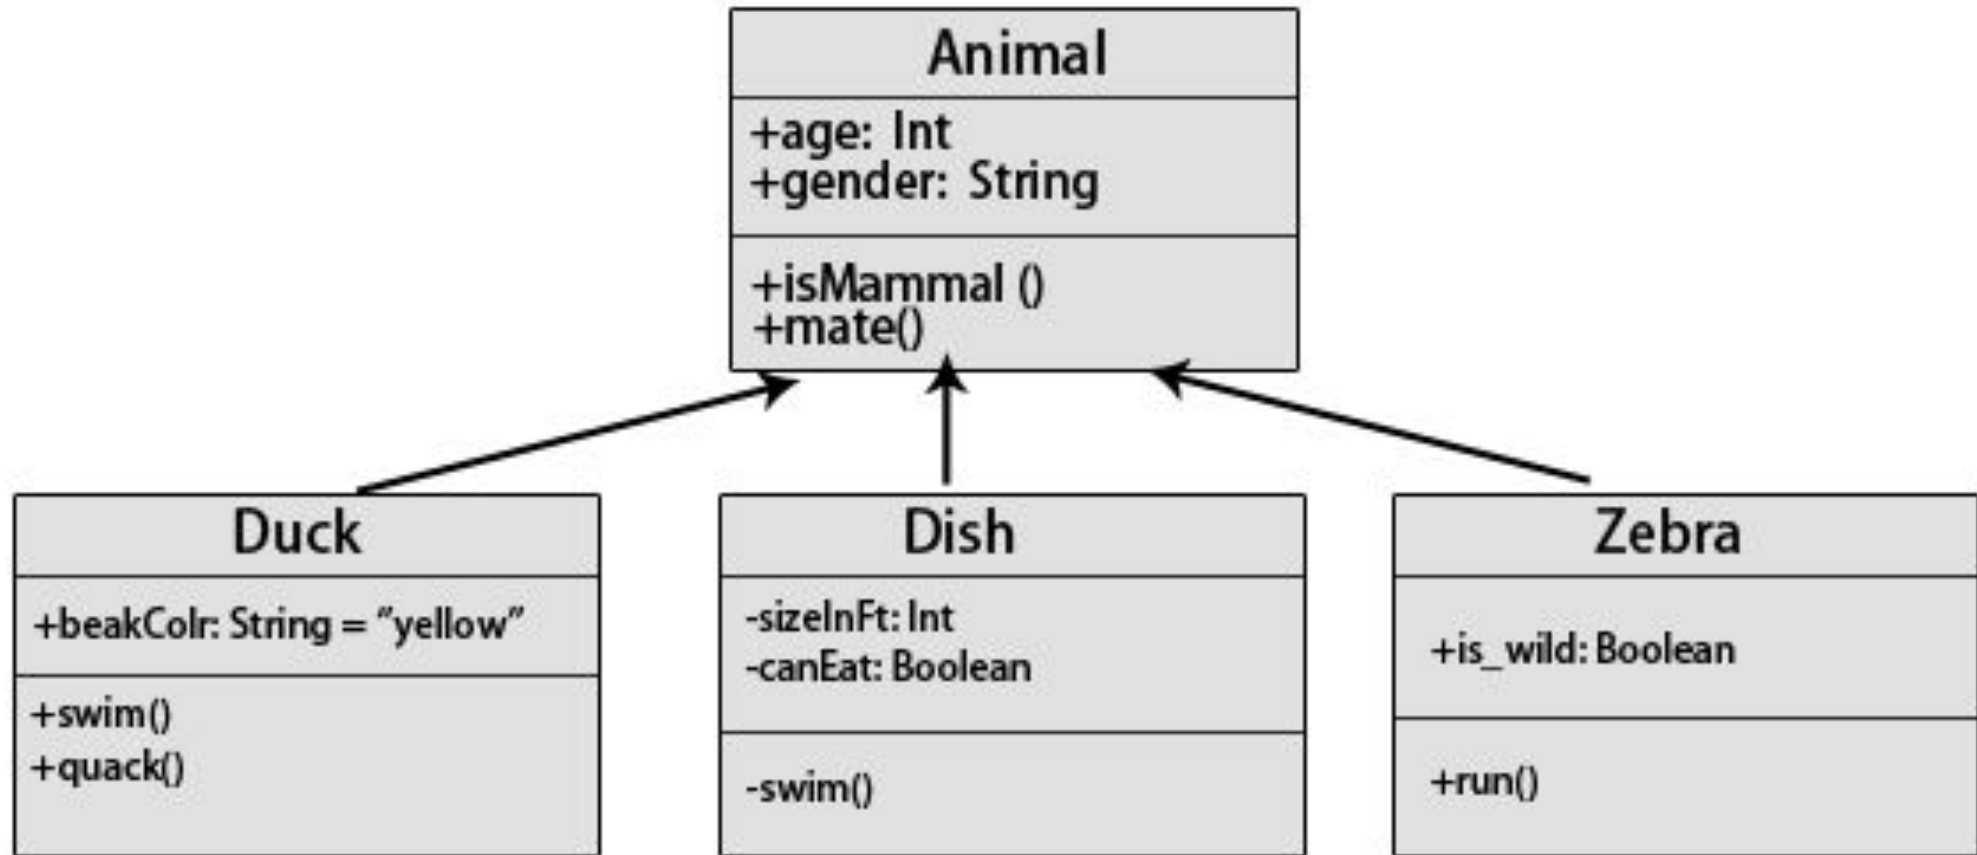 Animal
+age: Int
+gender: String
+isMammal ()
+mate()
Duck
+beakColr: String = “yellow”
+swim()
+quack()
Dish
-sizeInFt: Int
-canEat: Boolean
-swim()
Zebra
+is_wild: Boolean
+run()